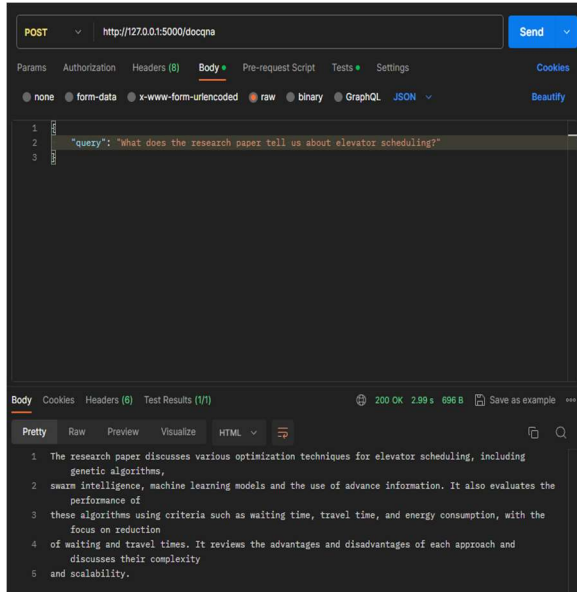 POST http://127.0.0.1:5000/docqna Send
Params Authorization Headers (8) Body Pre-request Script Tests Settings Cookies
none form-data x-www-form-urlencoded raw binary GraphQL JSON Beautify
1 {
2 "query": "What does the research paper tell us about elevator scheduling?"
3 }
Body Cookies Headers (6) Test Results (1/1) 200 OK 2.99 s 696 B Save as example
Pretty Raw Preview Visualize HTML
1 The research paper discusses various optimization techniques for elevator scheduling, including
genetic algorithms,
2 swarm intelligence, machine learning models and the use of advance information. It also evaluates the
performance of
3 these algorithms using criteria such as waiting time, travel time, and energy consumption, with the
focus on reduction
4 of waiting and travel times. It reviews the advantages and disadvantages of each approach and
discusses their complexity
5 and scalability.